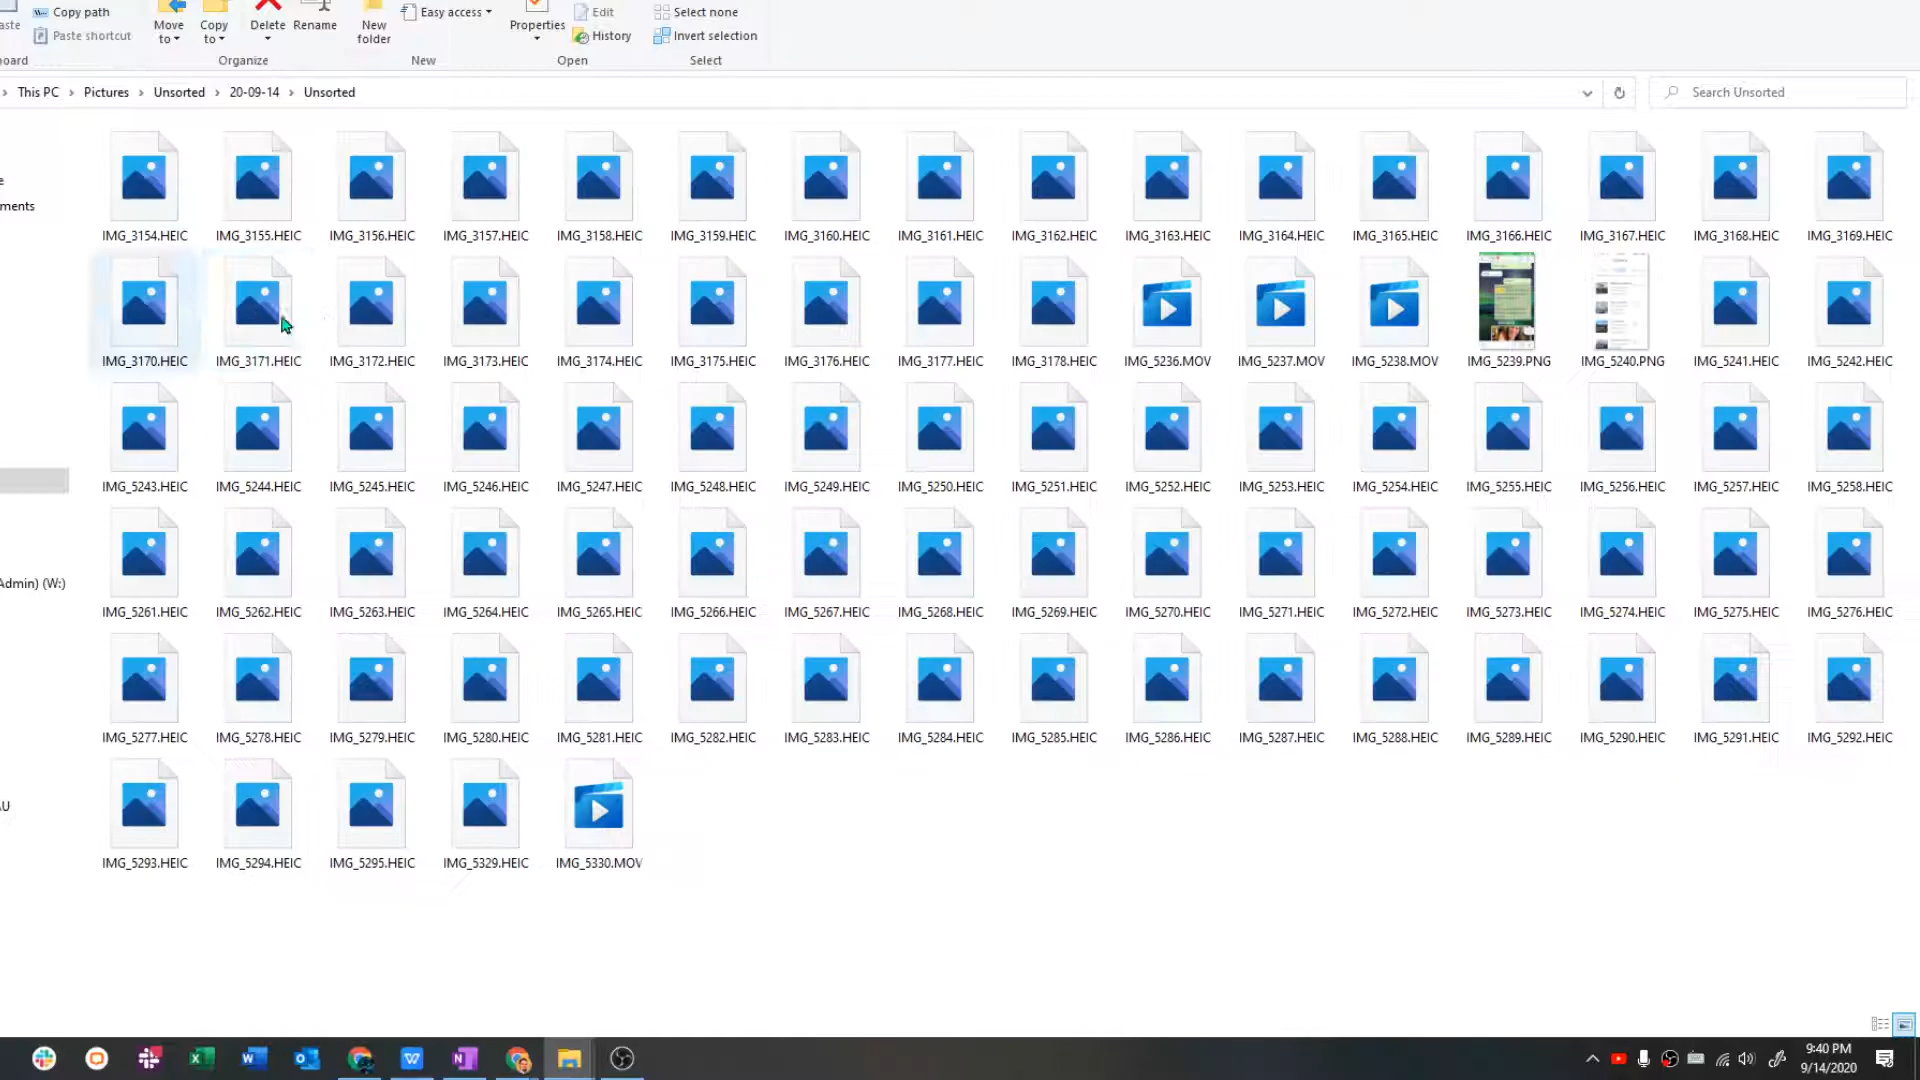 aste
Copy path
Paste shortcut
board
Move to
Copy to
Delete
Rename
Organize
New folder
Easy access
New
Properties
Edit
History
Open
Select none
Invert selection
Select
This PC > Pictures > Unsorted > 20-09-14 > Unsorted
Search Unsorted
e
ments
Admin) (W:)
AU
IMG_3154.HEIC IMG_3155.HEIC IMG_3156.HEIC IMG_3157.HEIC IMG_3158.HEIC IMG_3159.HEIC IMG_3160.HEIC IMG_3161.HEIC IMG_3162.HEIC IMG_3163.HEIC IMG_3164.HEIC IMG_3165.HEIC IMG_3166.HEIC IMG_3167.HEIC IMG_3168.HEIC IMG_3169.HEIC
IMG_3170.HEIC IMG_3171.HEIC IMG_3172.HEIC IMG_3173.HEIC IMG_3174.HEIC IMG_3175.HEIC IMG_3176.HEIC IMG_3177.HEIC IMG_3178.HEIC IMG_5236.MOV IMG_5237.MOV IMG_5238.MOV IMG_5239.PNG IMG_5240.PNG IMG_5241.HEIC IMG_5242.HEIC
IMG_5243.HEIC IMG_5244.HEIC IMG_5245.HEIC IMG_5246.HEIC IMG_5247.HEIC IMG_5248.HEIC IMG_5249.HEIC IMG_5250.HEIC IMG_5251.HEIC IMG_5252.HEIC IMG_5253.HEIC IMG_5254.HEIC IMG_5255.HEIC IMG_5256.HEIC IMG_5257.HEIC IMG_5258.HEIC
IMG_5261.HEIC IMG_5262.HEIC IMG_5263.HEIC IMG_5264.HEIC IMG_5265.HEIC IMG_5266.HEIC IMG_5267.HEIC IMG_5268.HEIC IMG_5269.HEIC IMG_5270.HEIC IMG_5271.HEIC IMG_5272.HEIC IMG_5273.HEIC IMG_5274.HEIC IMG_5275.HEIC IMG_5276.HEIC
IMG_5277.HEIC IMG_5278.HEIC IMG_5279.HEIC IMG_5280.HEIC IMG_5281.HEIC IMG_5282.HEIC IMG_5283.HEIC IMG_5284.HEIC IMG_5285.HEIC IMG_5286.HEIC IMG_5287.HEIC IMG_5288.HEIC IMG_5289.HEIC IMG_5290.HEIC IMG_5291.HEIC IMG_5292.HEIC
IMG_5293.HEIC IMG_5294.HEIC IMG_5295.HEIC IMG_5329.HEIC IMG_5330.MOV
9:40 PM
9/14/2020